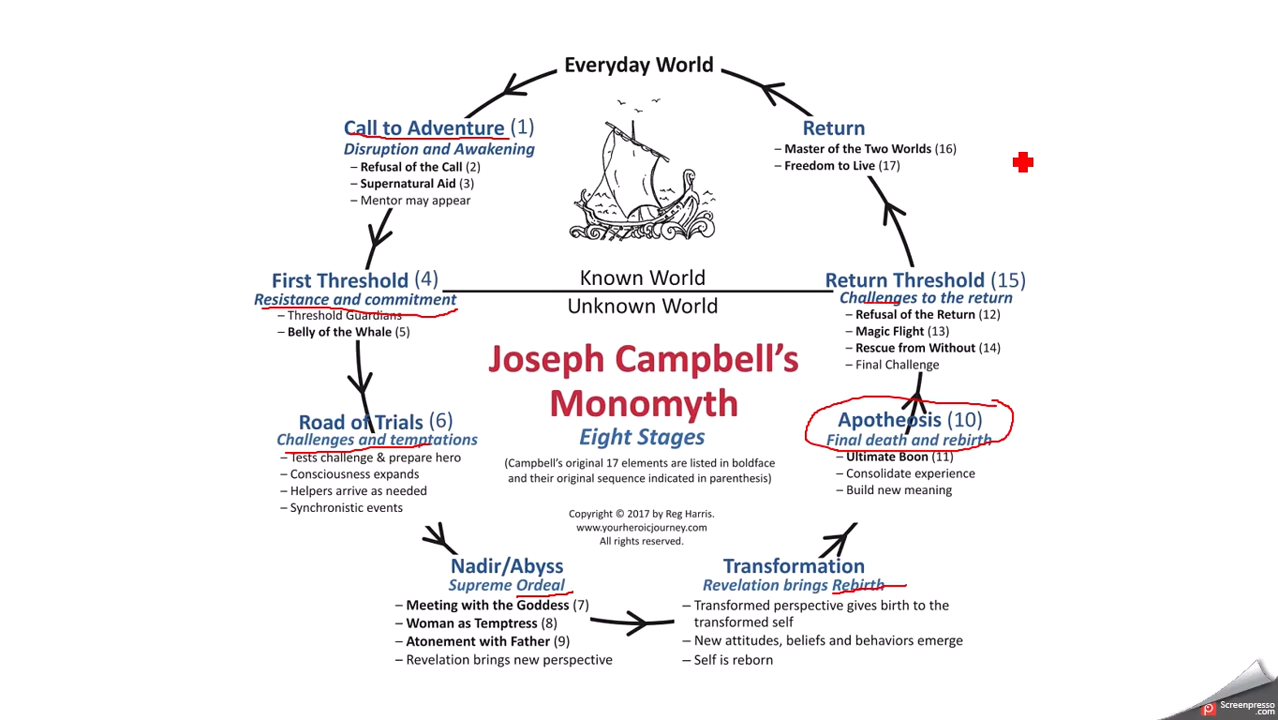 Everyday World
Call to Adventure (1)
Disruption and Awakening
– Refusal of the Call (2)
– Supernatural Aid (3)
– Mentor may appear
Return
– Master of the Two Worlds (16)
– Freedom to Live (17)
First Threshold (4)
Resistance and commitment
– Threshold Guardians
– Belly of the Whale (5)
Known World
Unknown World
Return Threshold (15)
Challenges to the return
– Refusal of the Return (12)
– Magic Flight (13)
– Rescue from Without (14)
– Final Challenge
Joseph Campbell’s
Monomyth
Eight Stages
(Campbell’s original 17 elements are listed in boldface
and their original sequence indicated in parenthesis)
Copyright © 2017 by Reg Harris.
www.yourheroicjourney.com
All rights reserved.
Road of Trials (6)
Challenges and temptations
– Tests challenge & prepare hero
– Consciousness expands
– Helpers arrive as needed
– Synchronistic events
Apotheosis (10)
Final death and rebirth
– Ultimate Boon (11)
– Consolidate experience
– Build new meaning
Nadir/Abyss
Supreme Ordeal
– Meeting with the Goddess (7)
– Woman as Temptress (8)
– Atonement with Father (9)
– Revelation brings new perspective
Transformation
Revelation brings Rebirth
– Transformed perspective gives birth to the
transformed self
– New attitudes, beliefs and behaviors emerge
– Self is reborn
Screenpresso
.com